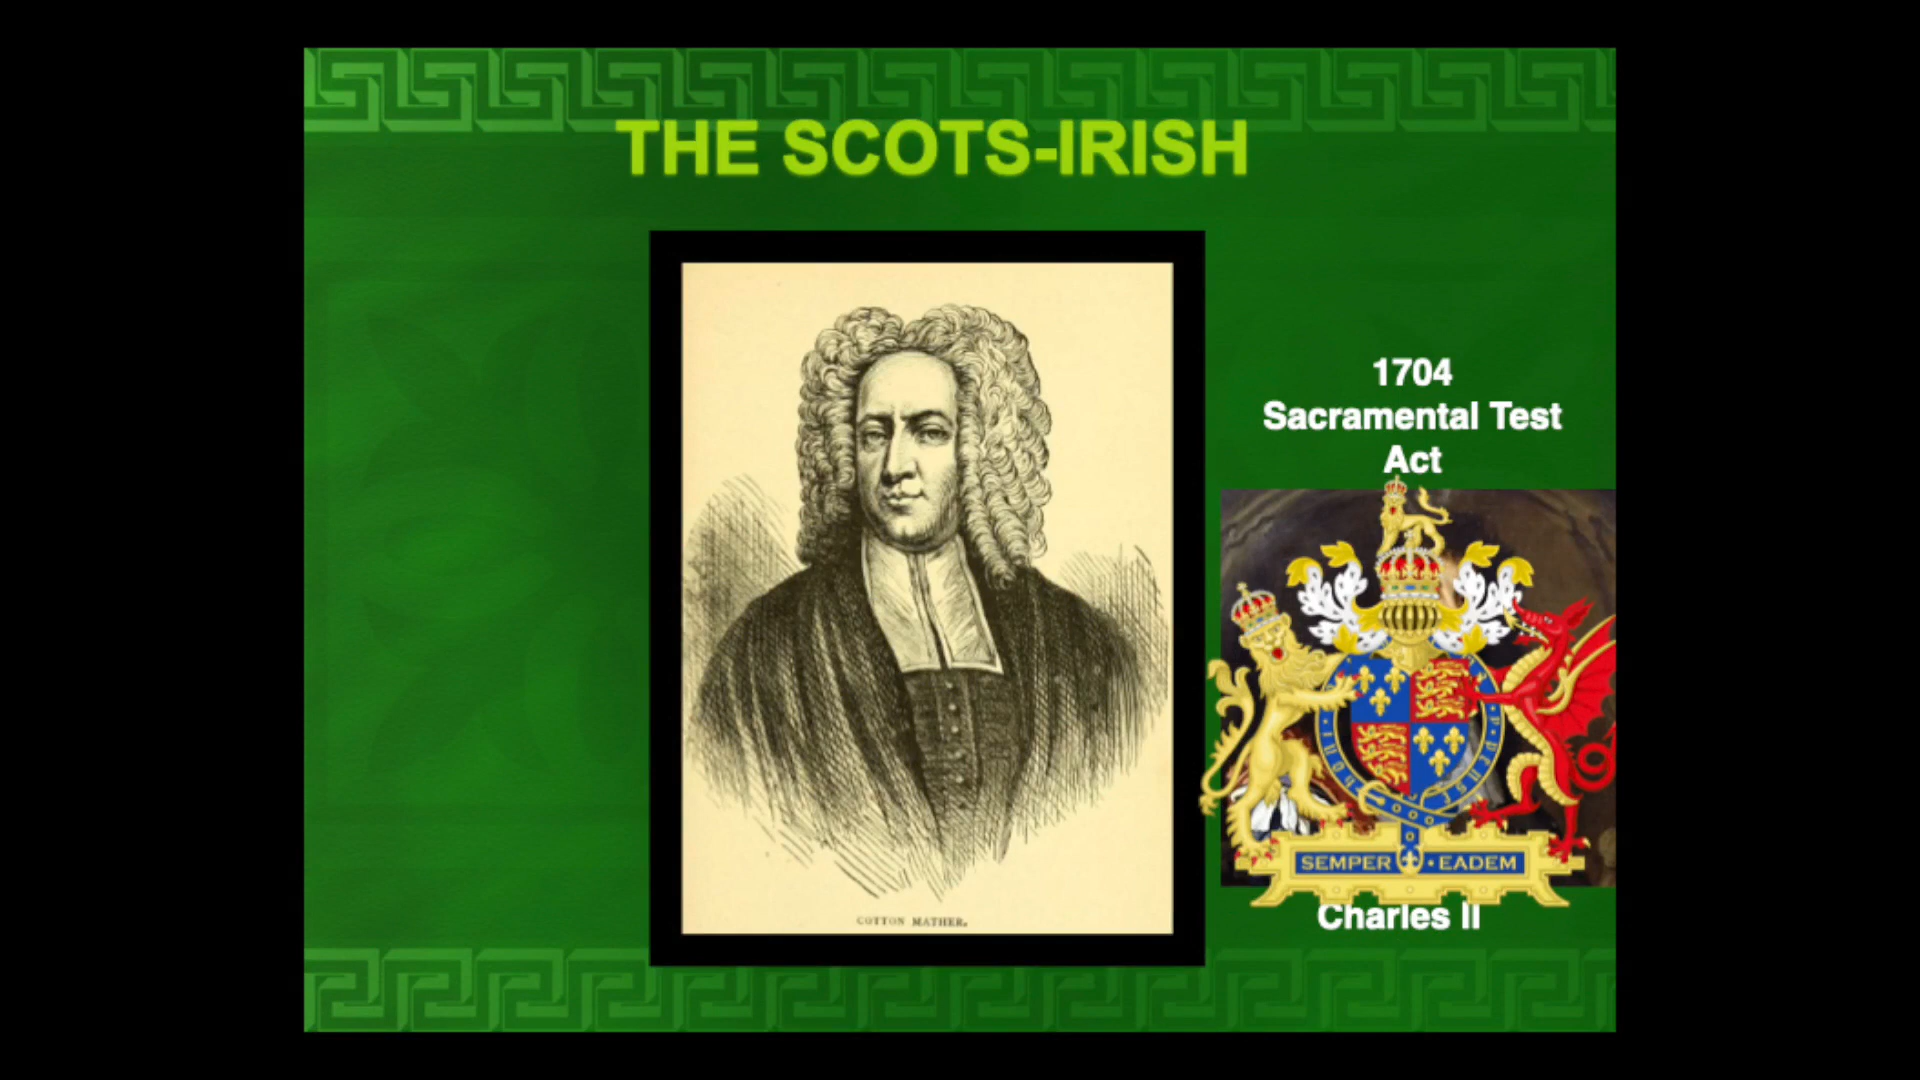 THE SCOTS-IRISH
COTTON MATHER.
1704
Sacramental Test
Act
SEMPER EADEM
Charles II